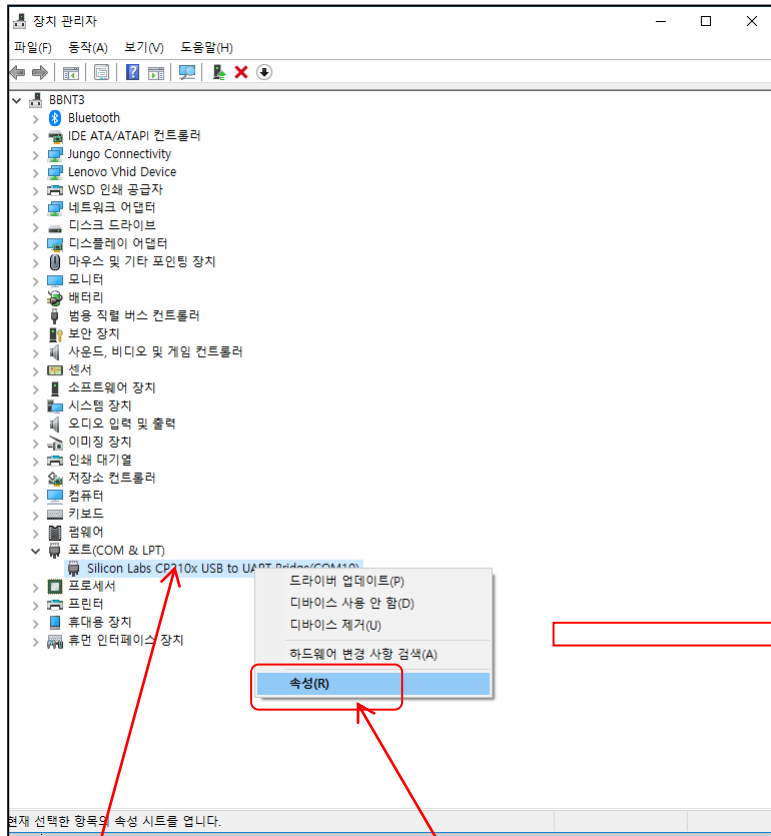 장치 관리자
파일(F) 동작(A) 보기(V) 도움말(H)
BBNT3
Bluetooth
IDE ATA/ATAPI 컨트롤러
Jungo Connectivity
Lenovo Vhid Device
WSD 인쇄 공급자
네트워크 어댑터
디스크 드라이브
디스플레이 어댑터
마우스 및 기타 포인팅 장치
모니터
배터리
범용 직렬 버스 컨트롤러
보안 장치
사운드, 비디오 및 게임 컨트롤러
센서
소프트웨어 장치
시스템 장치
오디오 입력 및 출력
이미징 장치
인쇄 대기열
저장소 컨트롤러
컴퓨터
키보드
펌웨어
포트(COM & LPT)
Silicon Labs CP210x USB to UART Bridge(COM10)
드라이버 업데이트(P)
프로세서
프린터
디바이스 사용 안 함(D)
휴대용 장치
디바이스 제거(U)
휴먼 인터페이스 장치
하드웨어 변경 사항 검색(A)
속성(R)
현재 선택한 항목의 속성 시트를 엽니다.